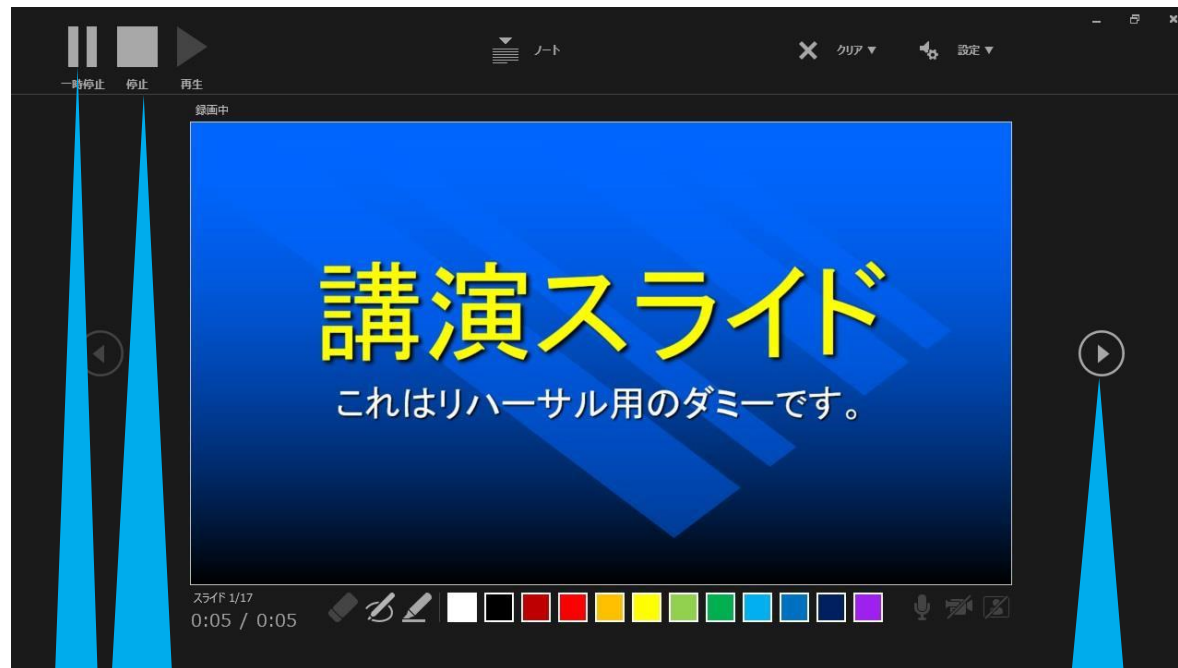 ノート
クリア ▼
設定 ▼
一時停止
停止
再生
録画中
講演スライド
これはリハーサル用のダミーです。
スライド 1/17
0:05 / 0:05